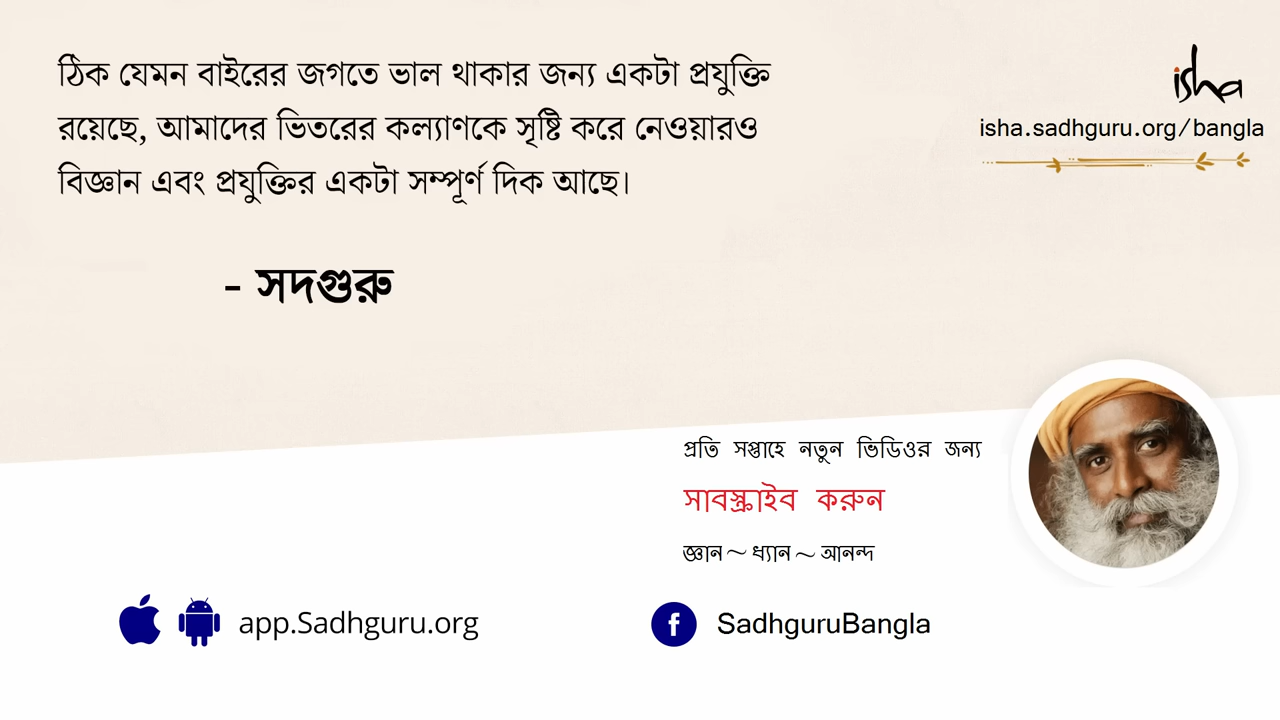 ঠিক যেমন বাইরের জগতে ভাল থাকার জন্য একটা প্রযুক্তি
রয়েছে, আমাদের ভিতরের কল্যাণকে সৃষ্টি করে নেওয়ারও
বিজ্ঞান এবং প্রযুক্তির একটা সম্পূর্ণ দিক আছে।
- সদগুরু
isha
isha.sadhguru.org/bangla
প্রতি সপ্তাহে নতুন ভিডিওর জন্য
সাবস্ক্রাইব করুন
জ্ঞান ~ ধ্যান ~ আনন্দ
app.Sadhguru.org
SadhguruBangla